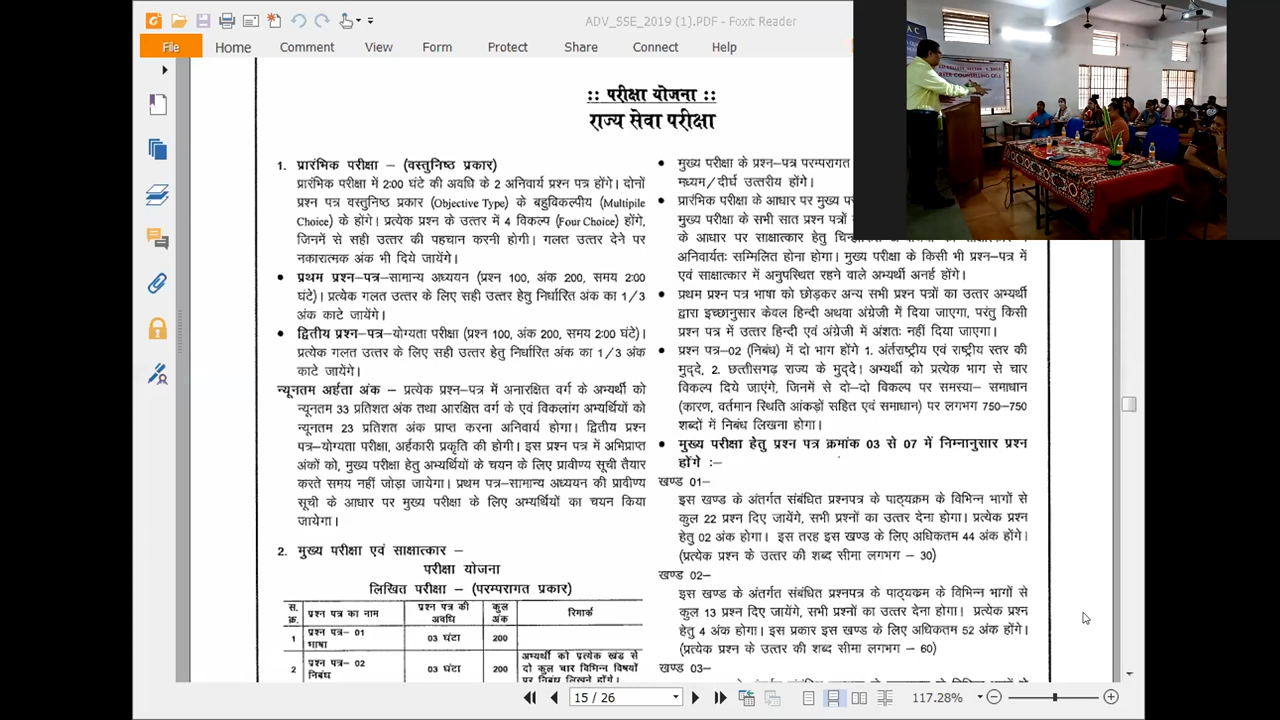 ADV_SSE_2019 (1).PDF - Foxit Reader
File Home Comment View Form Protect Share Connect Help
:: परीक्षा योजना ::
राज्य सेवा परीक्षा
1. प्रारंभिक परीक्षा – (वस्तुनिष्ठ प्रकार)
प्रारंभिक परीक्षा में 2:00 घंटे की अवधि के 2 अनिवार्य प्रश्न पत्र होंगे। दोनों
प्रश्न पत्र वस्तुनिष्ठ प्रकार (Objective Type) के बहुविकल्पीय (Multipile
Choice) के होंगे। प्रत्येक प्रश्न के उत्तर में 4 विकल्प (Four Choice) होंगे,
जिनमें से सही उत्तर की पहचान करनी होगी। गलत उत्तर देने पर
नकारात्मक अंक भी दिये जायेंगे।
• प्रथम प्रश्न–पत्र–सामान्य अध्ययन (प्रश्न 100, अंक 200, समय 2:00
घंटे)। प्रत्येक गलत उत्तर के लिए सही उत्तर हेतु निर्धारित अंक का 1/3
अंक काटे जायेंगे।
• द्वितीय प्रश्न–पत्र–योग्यता परीक्षा (प्रश्न 100, अंक 200, समय 2:00 घंटे)।
प्रत्येक गलत उत्तर के लिए सही उत्तर हेतु निर्धारित अंक का 1/3 अंक
काटे जायेंगे।
न्यूनतम अर्हता अंक – प्रत्येक प्रश्न–पत्र में अनारक्षित वर्ग के अभ्यर्थी को
न्यूनतम 33 प्रतिशत अंक तथा आरक्षित वर्ग के एवं विकलांग अभ्यर्थियों को
न्यूनतम 23 प्रतिशत अंक प्राप्त करना अनिवार्य होगा। द्वितीय प्रश्न
पत्र–योग्यता परीक्षा, अर्हकारी प्रकृति की होगी। इस प्रश्न पत्र में अभिप्राप्त
अंकों को, मुख्य परीक्षा हेतु अभ्यर्थियों के चयन के लिए प्रावीण्य सूची तैयार
करते समय नहीं जोड़ा जायेगा। प्रथम पत्र–सामान्य अध्ययन की प्रावीण्य
सूची के आधार पर मुख्य परीक्षा के लिए अभ्यर्थियों का चयन किया
जायेगा।
2. मुख्य परीक्षा एवं साक्षात्कार –
परीक्षा योजना
लिखित परीक्षा – (परम्परागत प्रकार)
स. क्र. प्रश्न पत्र का नाम प्रश्न पत्र की अवधि कुल अंक रिमार्क
1 प्रश्न पत्र– 01 भाषा 03 घंटा 200
2 प्रश्न पत्र– 02 निबंध 03 घंटा 200 अभ्यर्थी को प्रत्येक खंड से
दो कुल चार विभिन्न विषयों
पर निबंध लिखने होंगे।
• मुख्य परीक्षा के प्रश्न–पत्र परम्परागत
मध्यम/दीर्घ उत्तरीय होंगे।
• प्रारंभिक परीक्षा के आधार पर मुख्य
मुख्य परीक्षा के सभी सात प्रश्न पत्रों
के आधार पर साक्षात्कार हेतु
अनिवार्यतः सम्मिलित होना होगा। मुख्य परीक्षा के किसी भी प्रश्न–पत्र में
एवं साक्षात्कार में अनुपस्थित रहने वाले अभ्यर्थी अनर्ह होंगे।
• प्रथम प्रश्न पत्र भाषा को छोड़कर अन्य सभी प्रश्न पत्रों का उत्तर अभ्यर्थी
द्वारा इच्छानुसार केवल हिन्दी अथवा अंग्रेजी में दिया जाएगा, परंतु किसी
प्रश्न पत्र में उत्तर हिन्दी एवं अंग्रेजी में अंशतः नहीं दिया जाएगा।
• प्रश्न पत्र–02 (निबंध) में दो भाग होंगे 1. अंर्तराष्ट्रीय एवं राष्ट्रीय स्तर की
मुद्दे, 2. छत्तीसगढ़ राज्य के मुद्दे। अभ्यर्थी को प्रत्येक भाग से चार
विकल्प दिये जाएंगे, जिनमें से दो–दो विकल्प पर समस्या– समाधान
(कारण, वर्तमान स्थिति आंकड़ों सहित एवं समाधान) पर लगभग 750–750
शब्दों में निबंध लिखना होगा।
• मुख्य परीक्षा हेतु प्रश्न पत्र क्रमांक 03 से 07 में निम्नानुसार प्रश्न
होंगे :–
खण्ड 01–
इस खण्ड के अंतर्गत संबंधित प्रश्नपत्र के पाठ्यक्रम के विभिन्न भागों से
कुल 22 प्रश्न दिए जायेंगे, सभी प्रश्नों का उत्तर देना होगा। प्रत्येक प्रश्न
हेतु 02 अंक होगा। इस तरह इस खण्ड के लिए अधिकतम 44 अंक होंगे।
(प्रत्येक प्रश्न के उत्तर की शब्द सीमा लगभग – 30)
खण्ड 02–
इस खण्ड के अंतर्गत संबंधित प्रश्नपत्र के पाठ्यक्रम के विभिन्न भागों से
कुल 13 प्रश्न दिए जायेंगे, सभी प्रश्नों का उत्तर देना होगा। प्रत्येक प्रश्न
हेतु 4 अंक होगा। इस प्रकार इस खण्ड के लिए अधिकतम 52 अंक होंगे।
(प्रत्येक प्रश्न के उत्तर की शब्द सीमा लगभग – 60)
खण्ड 03–
15 / 26
117.28%
COUNSELLING CELL